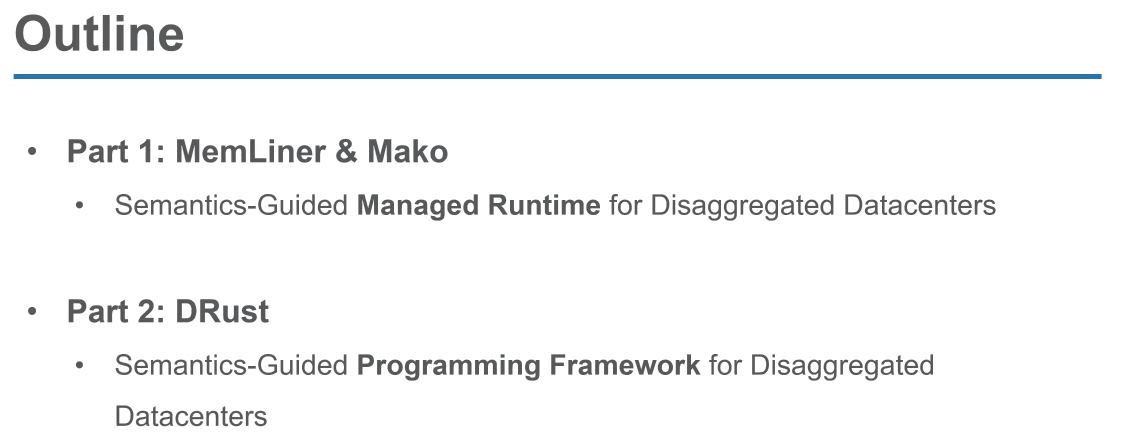 Outline
• Part 1: MemLiner & Mako
• Semantics-Guided Managed Runtime for Disaggregated Datacenters
• Part 2: DRust
• Semantics-Guided Programming Framework for Disaggregated
Datacenters